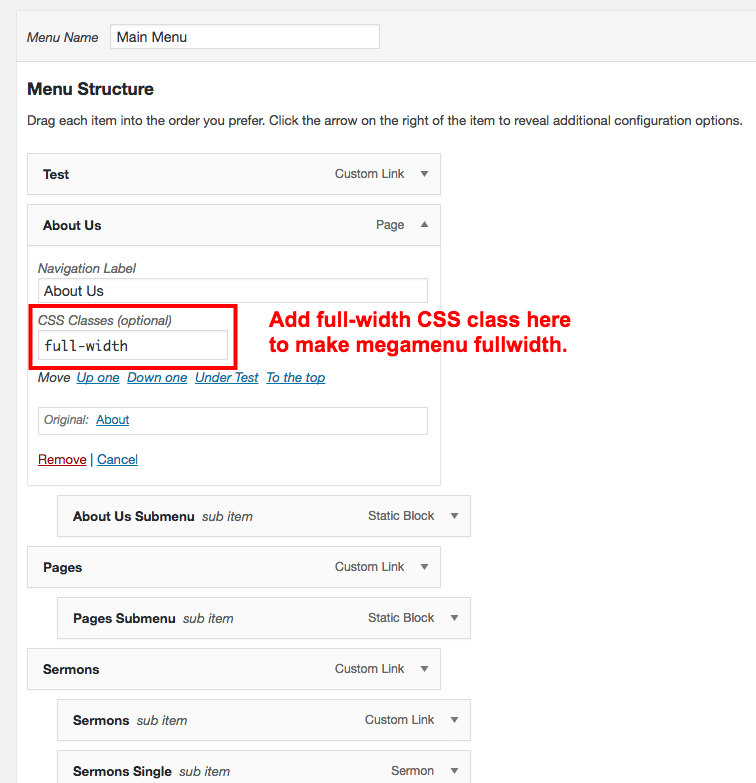 Menu Name Main Menu
Menu Structure
Drag each item into the order you prefer. Click the arrow on the right of the item to reveal additional configuration options.
Test Custom Link
About Us Page
Navigation Label
About Us
CSS Classes (optional)
full-width
Add full-width CSS class here
to make megamenu fullwidth.
Move Up one Down one Under Test To the top
Original: About
Remove | Cancel
About Us Submenu sub item Static Block
Pages Custom Link
Pages Submenu sub item Static Block
Sermons Custom Link
Sermons sub item Custom Link
Sermons Single sub item Sermon